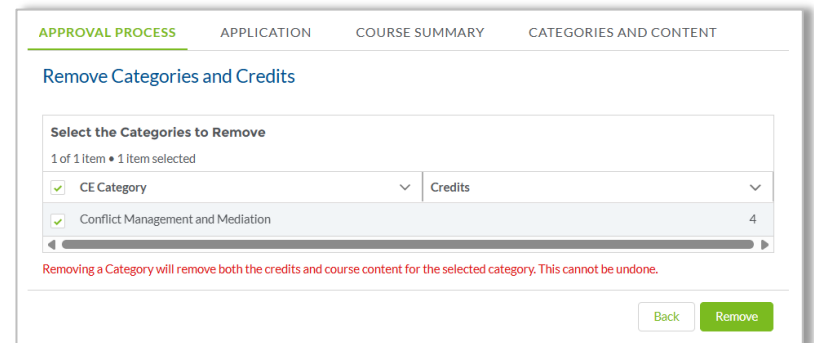 APPROVAL PROCESS APPLICATION COURSE SUMMARY CATEGORIES AND CONTENT
Remove Categories and Credits
Select the Categories to Remove
1 of 1 item • 1 item selected
CE Category Credits
Conflict Management and Mediation 4
Removing a Category will remove both the credits and course content for the selected category. This cannot be undone.
Back Remove